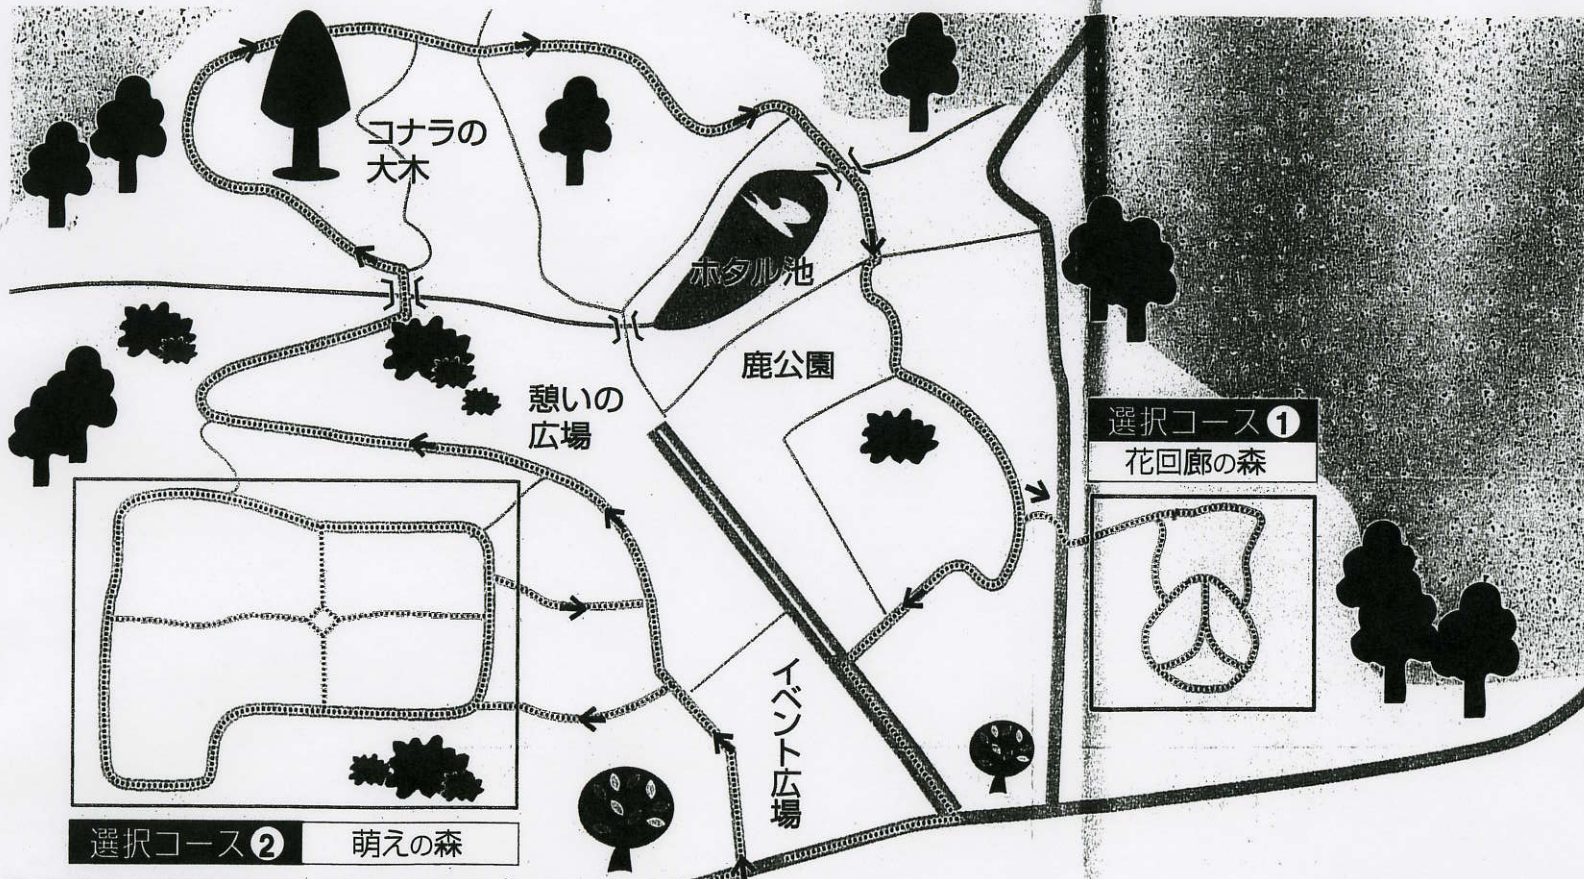 コナラの
大木
ホタル池
鹿公園
憩いの
広場
選択コース❶
花回廊の森
イベント広場
選択コース❷
萌えの森